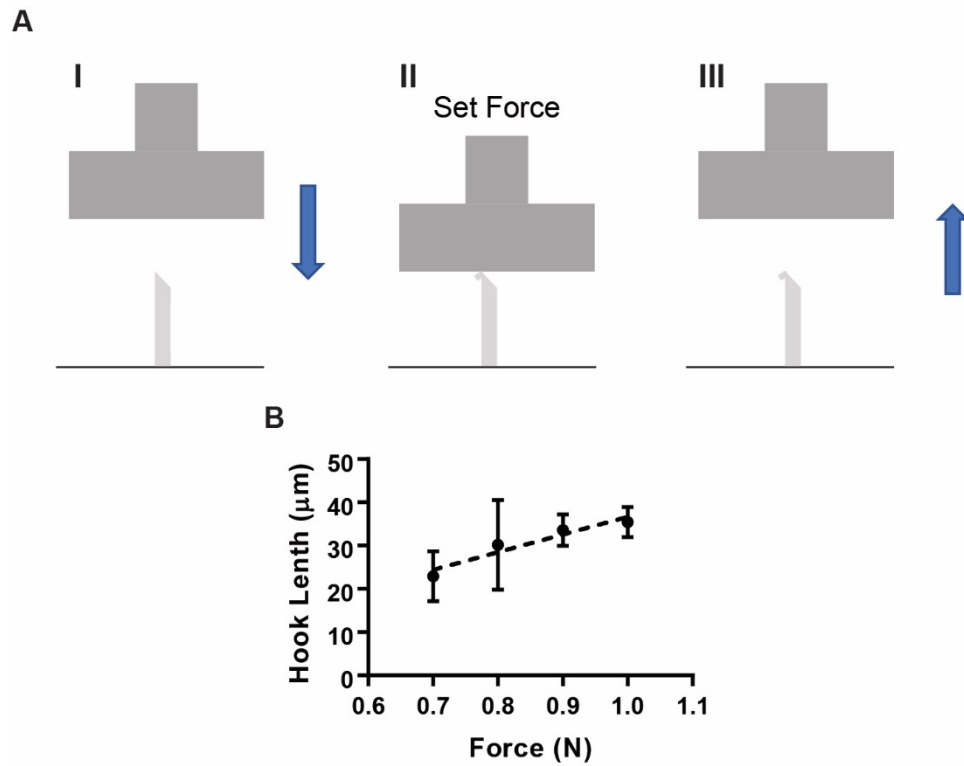 A
I
II
III
Set Force
B
50
40
30
20
10
0
Hook Lenth (μm)
0.6 0.7 0.8 0.9 1.0 1.1
Force (N)